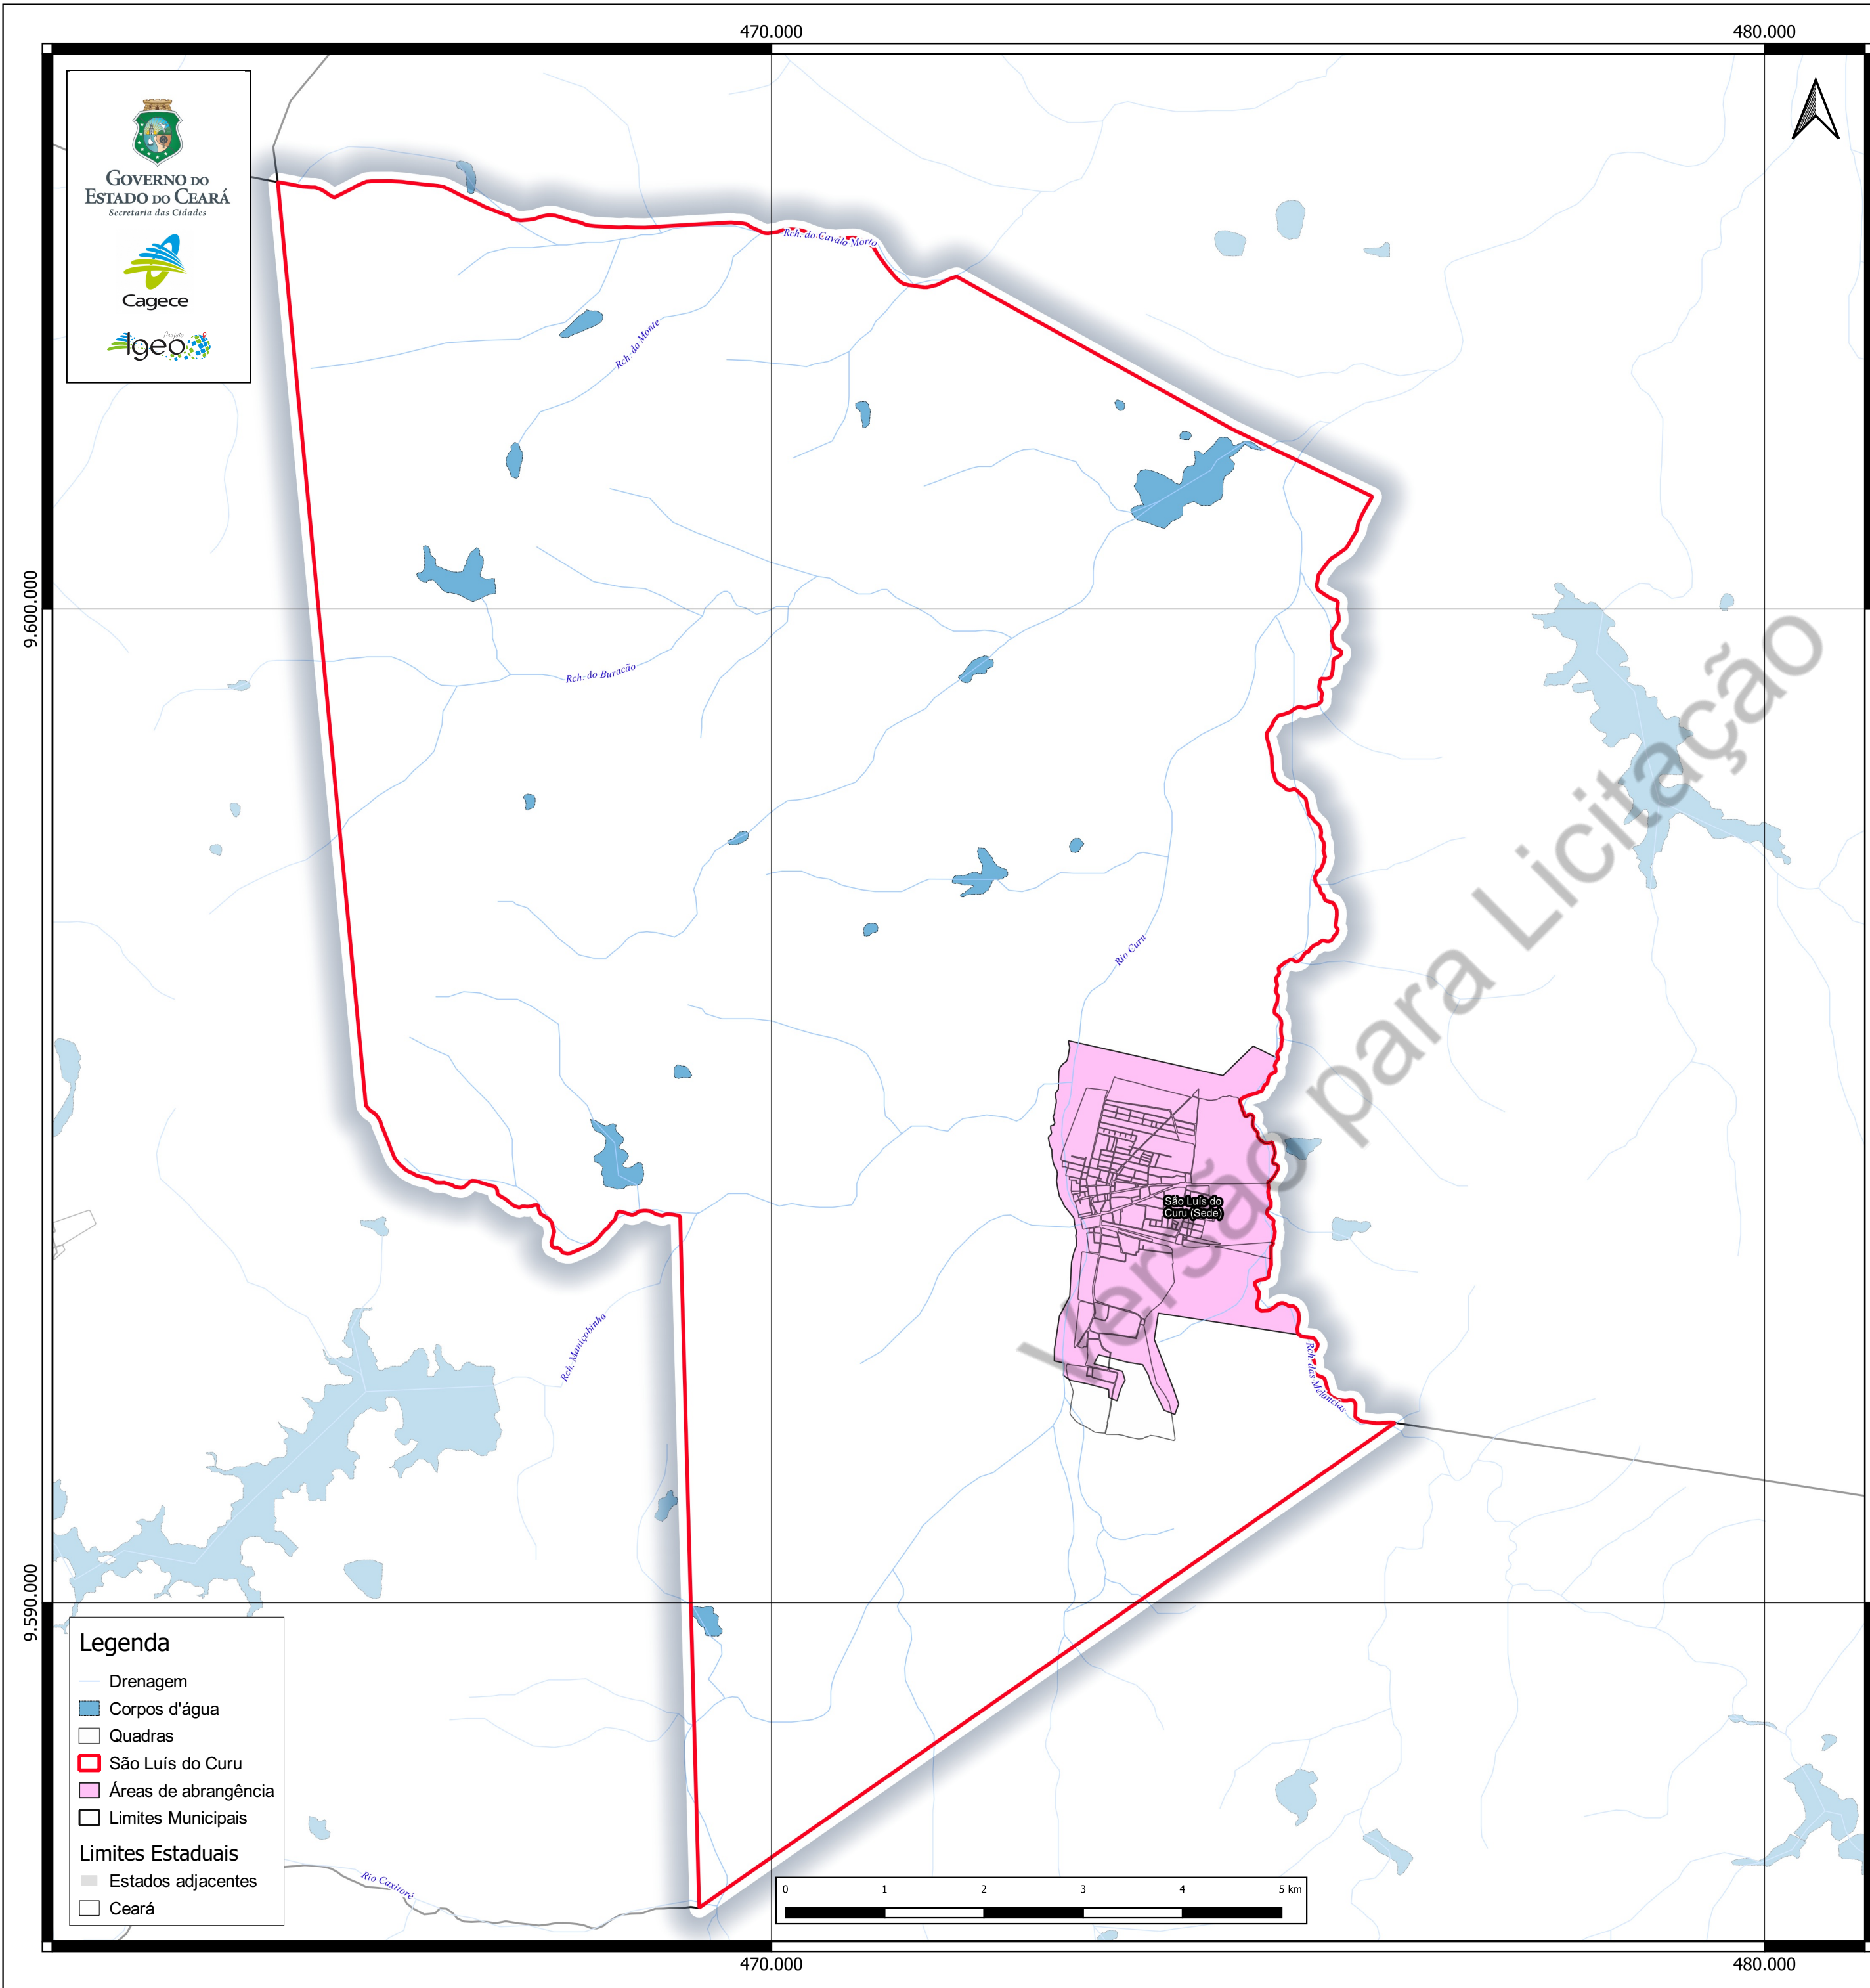 470.000
480.000
GOVERNO DO
ESTADO DO CEARÁ
Secretaria das Cidades
Cagece
Igeo
Rch. do Cavalo Morto
Rch. do Monte
9.600.000
Rch. do Buracão
Rio Curu
Versão para Licitação
São Luís do
Curu (Sede)
Rch. Maniçobinha
Rch. das Melancias
9.590.000
Legenda
Drenagem
Corpos d'água
Quadras
São Luís do Curu
Áreas de abrangência
Limites Municipais
Limites Estaduais
Estados adjacentes
Ceará
Rio Caxitoré
0 1 2 3 4 5 km
470.000
480.000